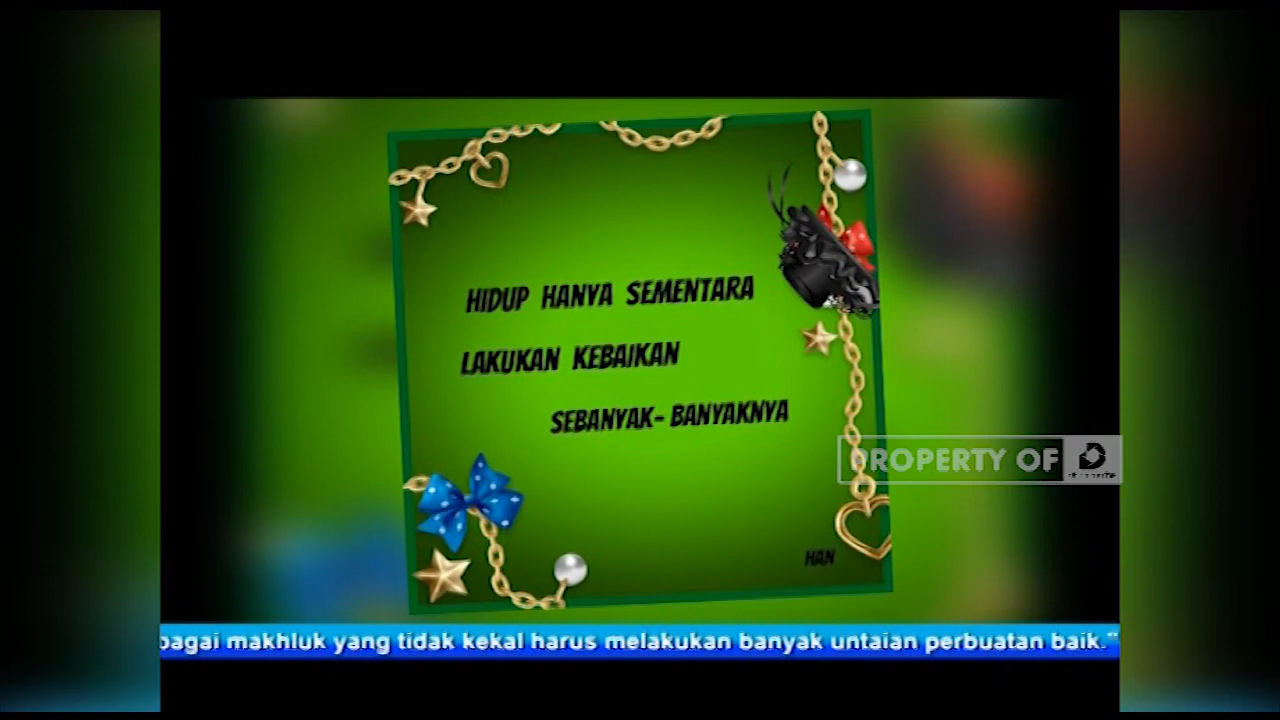 HIDUP HANYA SEMENTARA
LAKUKAN KEBAIKAN
SEBANYAK-BANYAKNYA
PROPERTY OF
HAN
makhluk yang tidak kekal harus melakukan banyak untaian perbuatan baik."